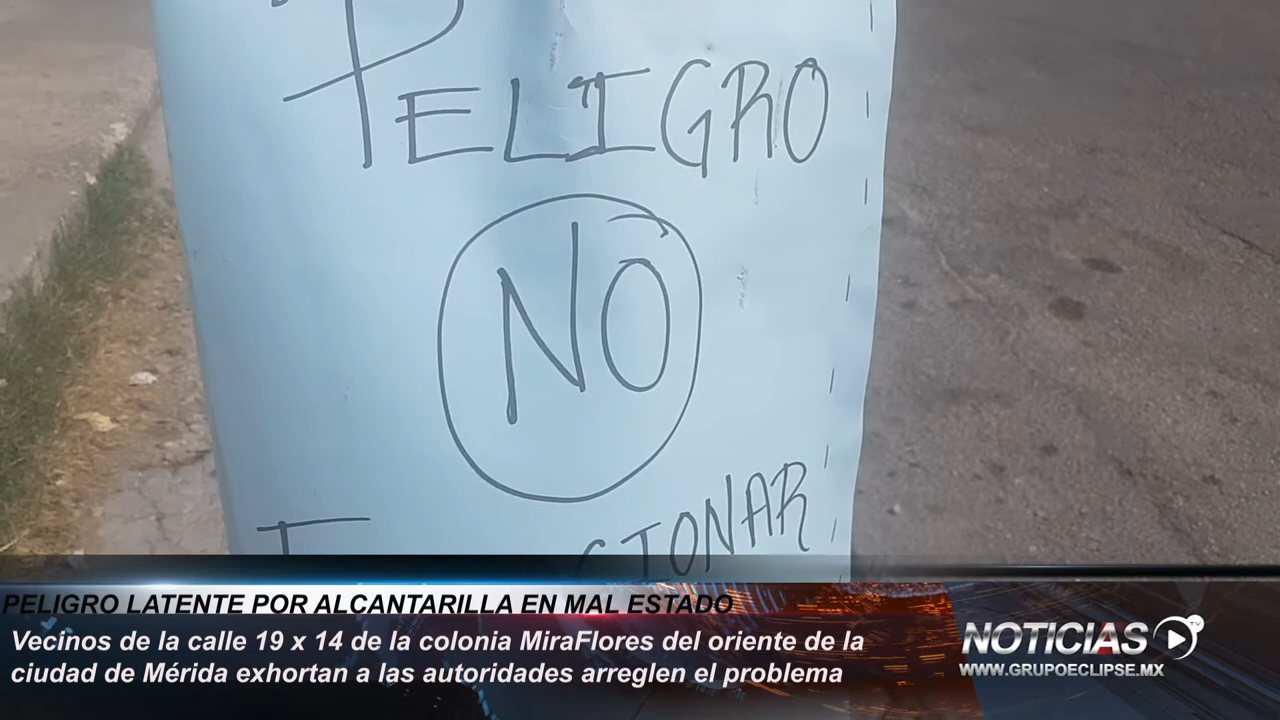 PELIGRO
NO
PELIGRO LATENTE POR ALCANTARILLA EN MAL ESTADO
Vecinos de la calle 19 x 14 de la colonia MiraFlores del oriente de la
ciudad de Mérida exhortan a las autoridades arreglen el problema
NOTICIAS TV
WWW.GRUPOECLIPSE.MX